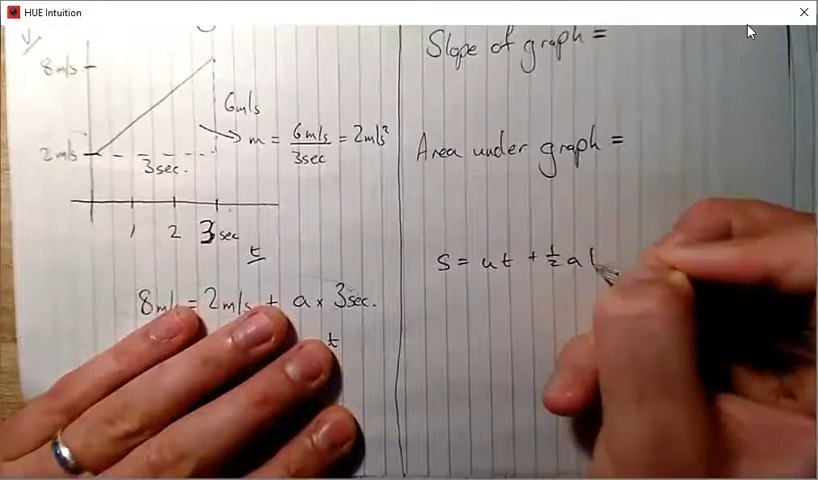 HUE Intuition
v
8m/s
6m/s
m = 6m/s / 3sec = 2m/s²
2m/s
3sec.
1 2 3 sec
t
8m/s = 2m/s + a x 3sec.
t
Slope of graph =
Area under graph =
s = ut + ½ a